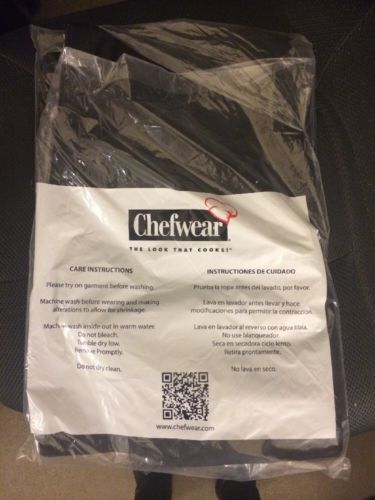 Chefwear®
THE LOOK THAT COOKS!®
CARE INSTRUCTIONS
Please try on garment before washing.
Machine wash before wearing and making
alterations to allow for shrinkage.
Machine wash inside out in warm water.
Do not bleach.
Tumble dry low.
Remove Promptly.
Do not dry clean.
INSTRUCTIONES DE CUIDADO
Prueba la ropa antes del lavado, por favor.
Lava en lavador antes llevar y hace
modificaciones para permitir la contraccion.
Lava en lavador al reverso con agua tibia.
No use blanqueador.
Seca en secadora ciclo lento.
Retira prontamente.
No lava en seco.
www.chefwear.com